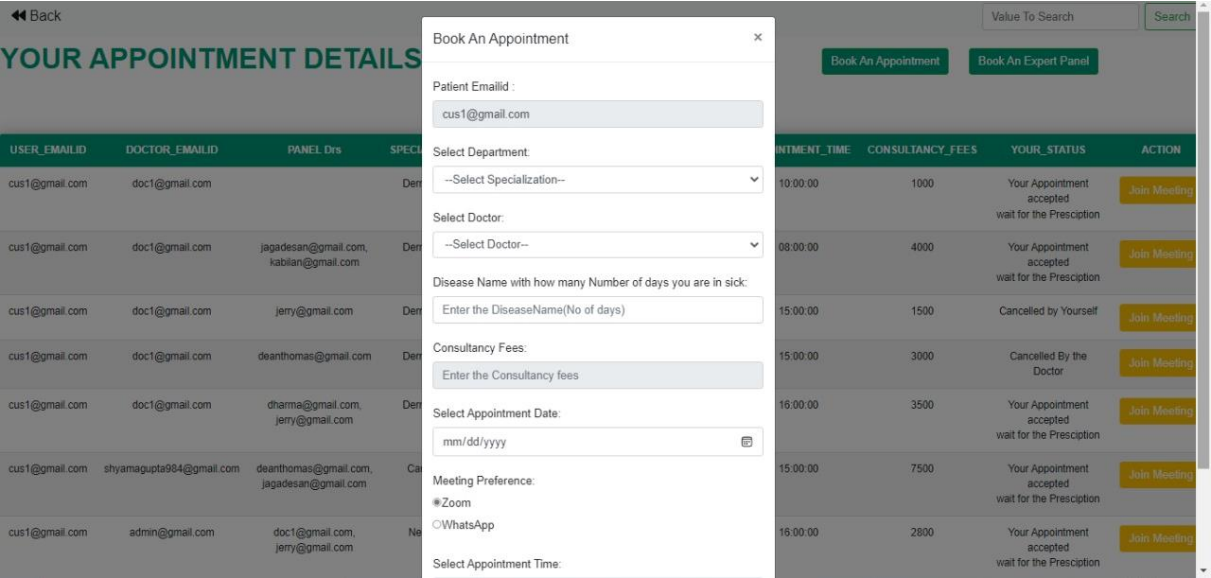 Back
Value To Search
Search
YOUR APPOINTMENT DETAILS
Book An Appointment
Book An Expert Panel
USER_EMAILID DOCTOR_EMAILID PANEL Drs CONSULTANCY_FEES YOUR_STATUS ACTION
cus1@gmail.com doc1@gmail.com 10:00:00 1000 Your Appointment Join Meeting
accepted
wait for the Presciption
cus1@gmail.com doc1@gmail.com jagadesan@gmail.com, 08:00:00 4000 Your Appointment Join Meeting
kabilan@gmail.com accepted
wait for the Presciption
cus1@gmail.com doc1@gmail.com jerry@gmail.com 15:00:00 1500 Cancelled by Yourself Join Meeting
cus1@gmail.com doc1@gmail.com deanthomas@gmail.com 15:00:00 3000 Cancelled By the Join Meeting
Doctor
cus1@gmail.com doc1@gmail.com dharma@gmail.com, 16:00:00 3500 Your Appointment Join Meeting
jerry@gmail.com accepted
wait for the Presciption
cus1@gmail.com shyamagupta984@gmail.com deanthomas@gmail.com, 15:00:00 7500 Your Appointment Join Meeting
jagadesan@gmail.com accepted
wait for the Presciption
cus1@gmail.com admin@gmail.com doc1@gmail.com, 16:00:00 2800 Your Appointment Join Meeting
jerry@gmail.com accepted
wait for the Presciption
Book An Appointment ×
Patient Emailid :
cus1@gmail.com
Select Department:
--Select Specialization--
Select Doctor:
--Select Doctor--
Disease Name with how many Number of days you are in sick:
Enter the DiseaseName(No of days)
Consultancy Fees:
Enter the Consultancy fees
Select Appointment Date:
mm/dd/yyyy
Meeting Preference:
Zoom
WhatsApp
Select Appointment Time: